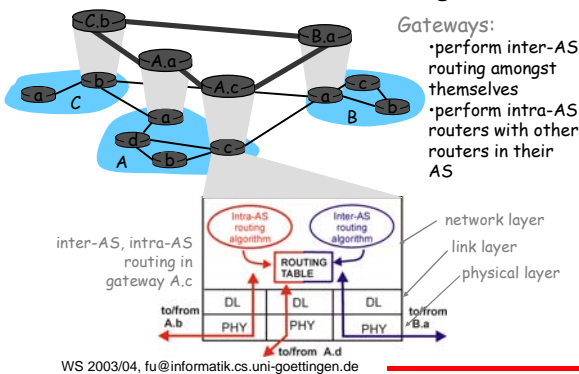 Gateways:
•perform inter-AS
routing amongst
themselves
•perform intra-AS
routers with other
routers in their
AS
C.b
B.a
A.a
A.c
a
b
C
a
c
b
B
a
d
b
c
A
inter-AS, intra-AS
routing in
gateway A.c
Intra-AS
routing
algorithm
Inter-AS
routing
algorithm
ROUTING
TABLE
DL
DL
DL
PHY
PHY
PHY
to/from
A.b
to/from A.d
to/from
B.a
network layer
link layer
physical layer
WS 2003/04, fu@informatik.cs.uni-goettingen.de